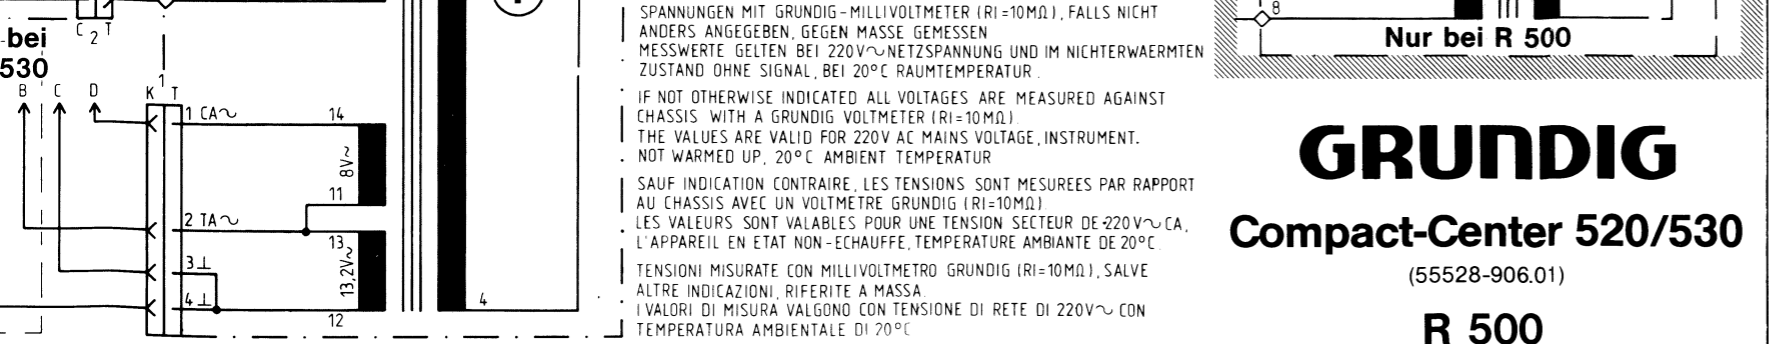 C 2 T
bei
530
1
B C D K T
1 CA~
14
8V~
11
2 TA~
13
13,2V~
3⊥
4⊥
12
4
SPANNUNGEN MIT GRUNDIG-MILLIVOLTMETER (RI=10MΩ), FALLS NICHT
ANDERS ANGEGEBEN, GEGEN MASSE GEMESSEN
MESSWERTE GELTEN BEI 220V~NETZSPANNUNG UND IM NICHTERWAERMTEN
ZUSTAND OHNE SIGNAL, BEI 20°C RAUMTEMPERATUR.
IF NOT OTHERWISE INDICATED ALL VOLTAGES ARE MEASURED AGAINST
CHASSIS WITH A GRUNDIG VOLTMETER (RI=10MΩ).
THE VALUES ARE VALID FOR 220V AC MAINS VOLTAGE, INSTRUMENT.
NOT WARMED UP, 20°C AMBIENT TEMPERATUR
SAUF INDICATION CONTRAIRE, LES TENSIONS SONT MESUREES PAR RAPPORT
AU CHASSIS AVEC UN VOLTMETRE GRUNDIG (RI=10MΩ).
LES VALEURS SONT VALABLES POUR UNE TENSION SECTEUR DE 220V~CA,
L'APPAREIL EN ETAT NON-ECHAUFFE, TEMPERATURE AMBIANTE DE 20°C.
TENSIONI MISURATE CON MILLIVOLTMETRO GRUNDIG (RI=10MΩ), SALVE
ALTRE INDICAZIONI, RIFERITE A MASSA.
I VALORI DI MISURA VALGONO CON TENSIONE DI RETE DI 220V~ CON
TEMPERATURA AMBIENTALE DI 20°C
8
Nur bei R 500
GRUNDIG
Compact-Center 520/530
(55528-906.01)
R 500